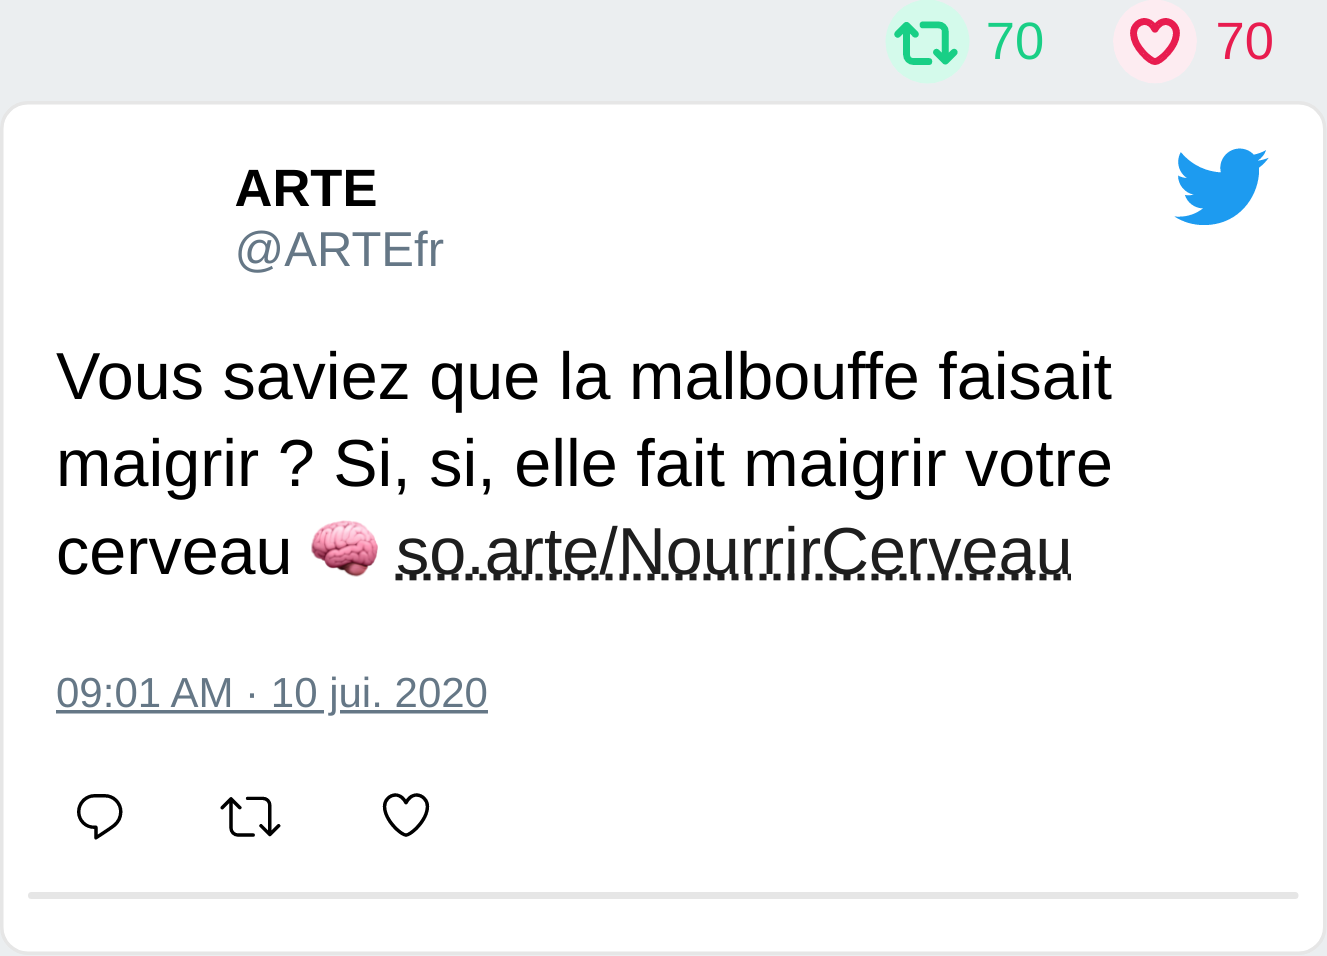 70 70
ARTE
@ARTEfr
Vous saviez que la malbouffe faisait
maigrir ? Si, si, elle fait maigrir votre
cerveau 🧠 so.arte/NourrirCerveau
09:01 AM · 10 jui. 2020